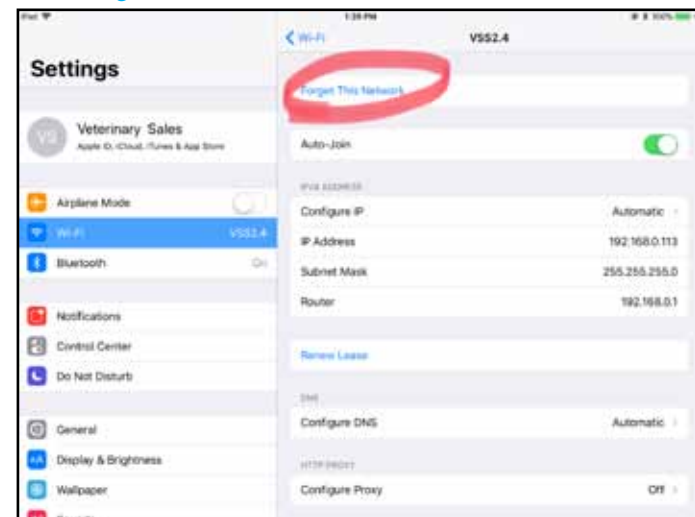 iPad
1:28 PM
100%
Settings
VS
Veterinary Sales
Apple ID, iCloud, iTunes & App Store
Airplane Mode
Wi-Fi VSS2.4
Bluetooth On
Notifications
Control Center
Do Not Disturb
General
Display & Brightness
Wallpaper
Sounds
Wi-Fi
VSS2.4
Forget This Network
Auto-Join
IPV4 ADDRESS
Configure IP Automatic
IP Address 192.168.0.113
Subnet Mask 255.255.255.0
Router 192.168.0.1
Renew Lease
DNS
Configure DNS Automatic
HTTP PROXY
Configure Proxy Off